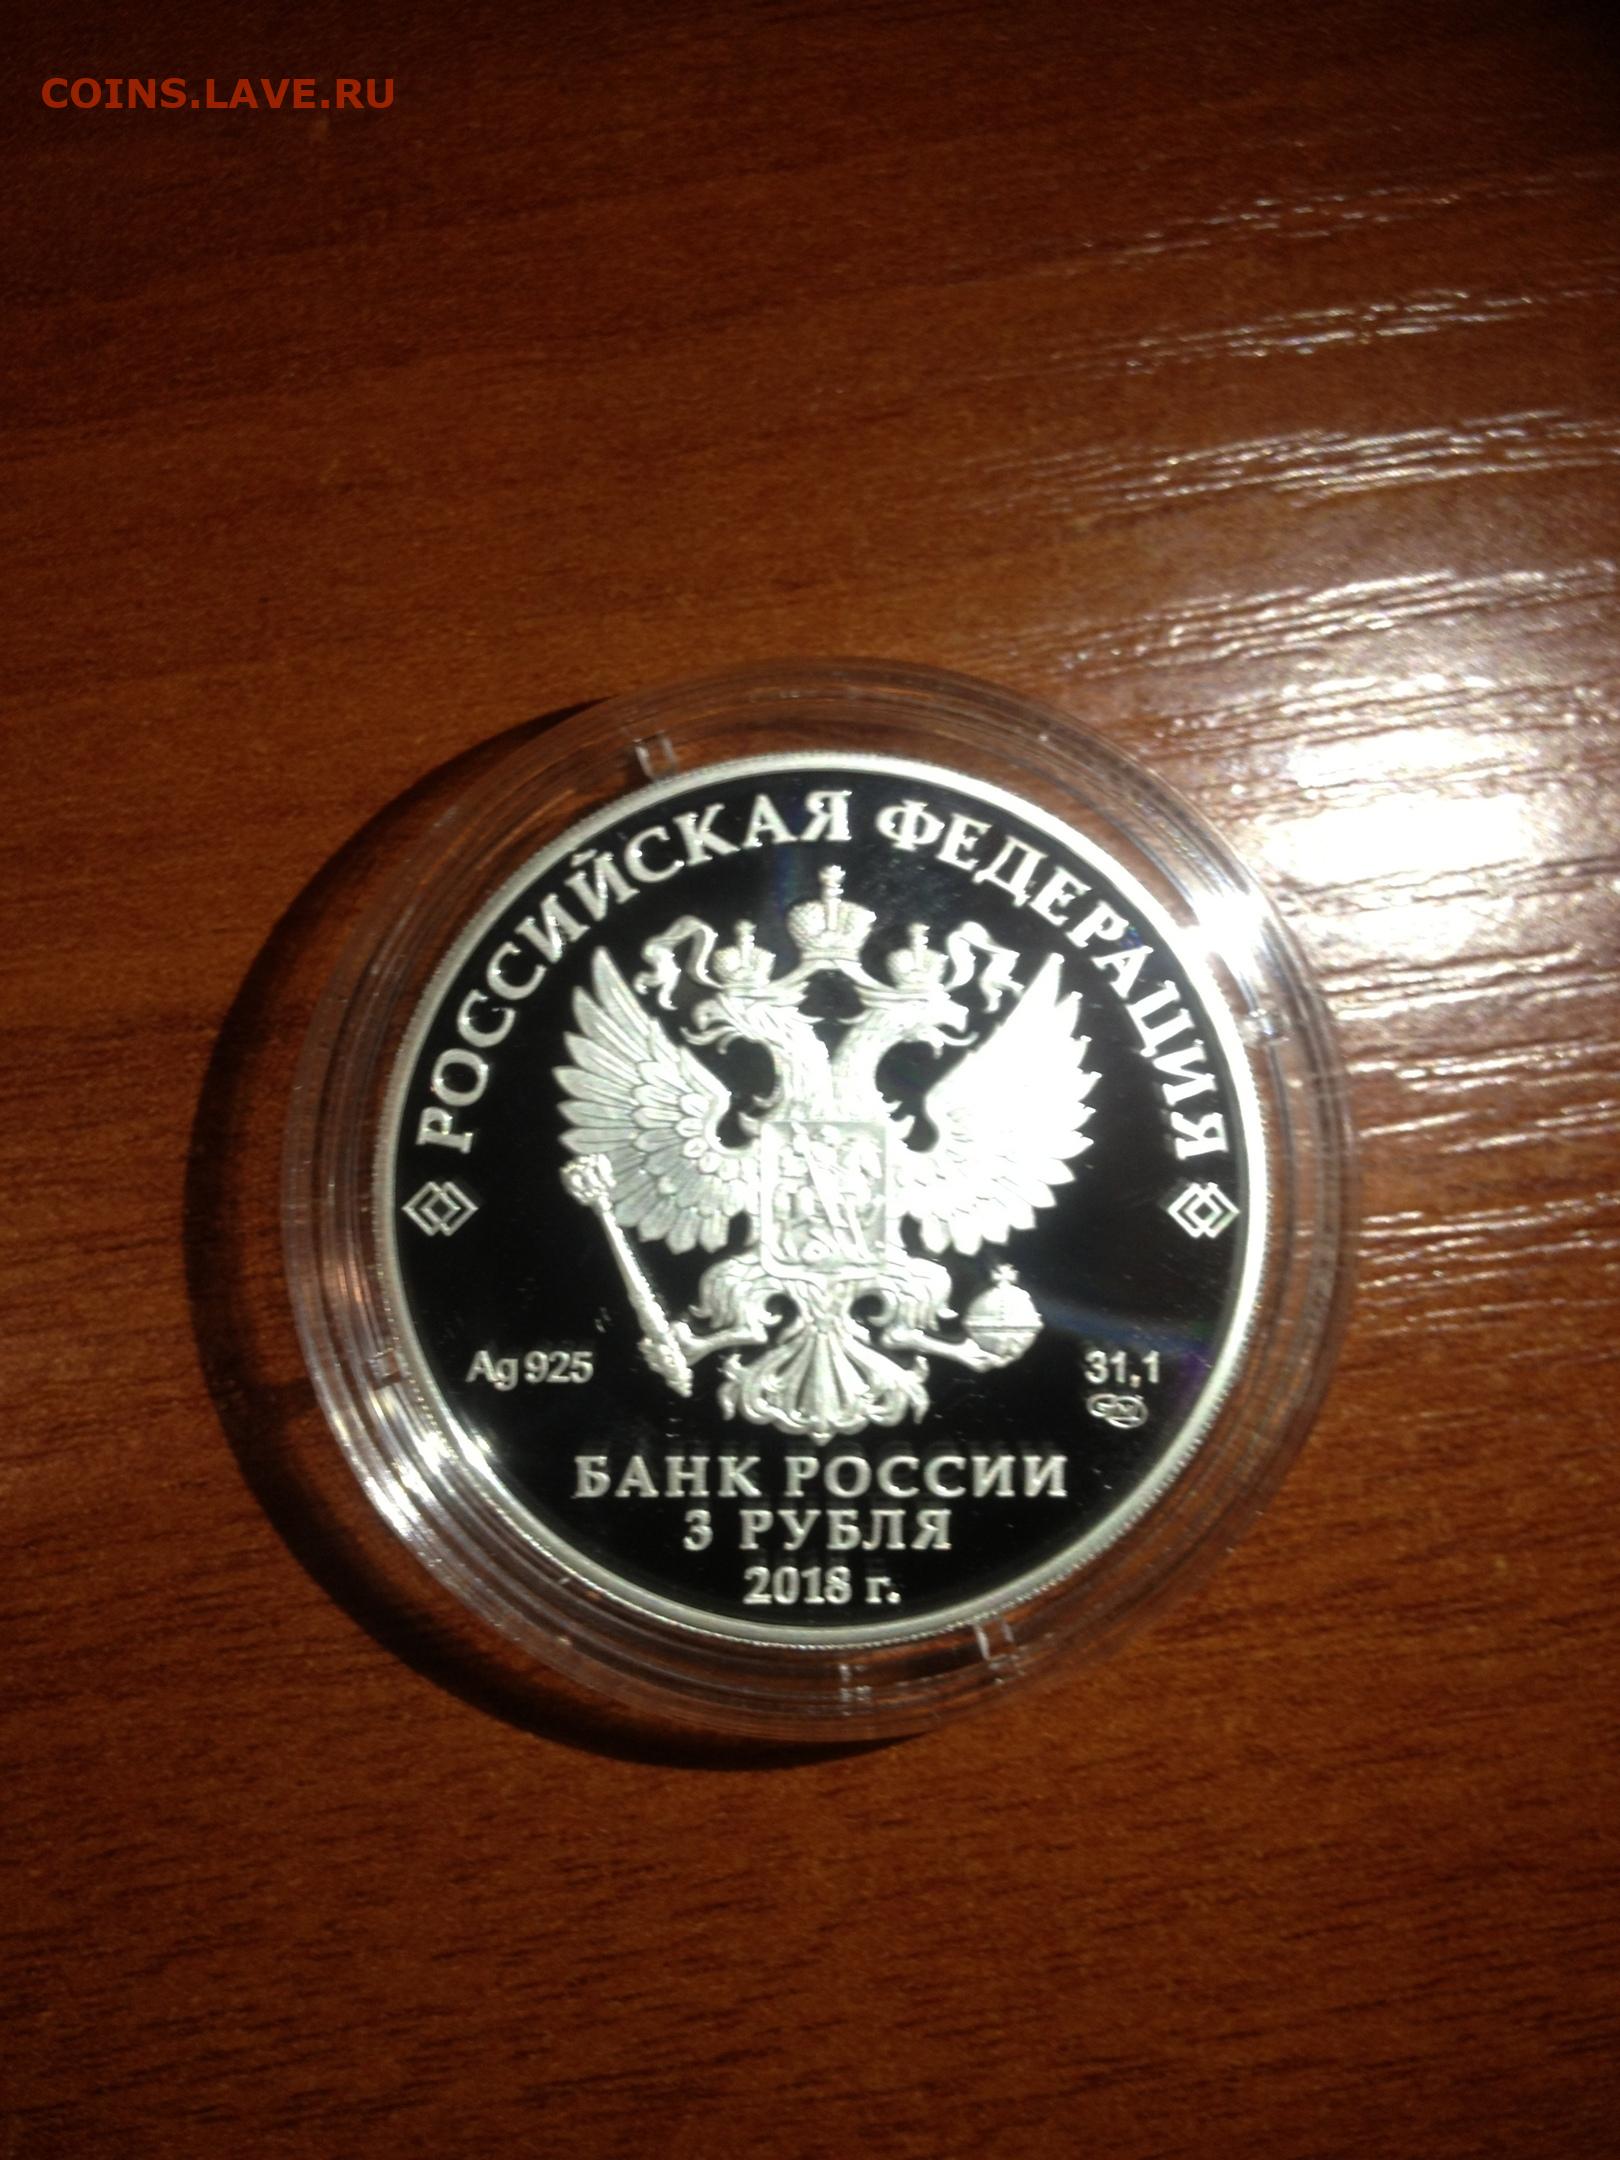 COINS.LAVE.RU
РОССИЙСКАЯ ФЕДЕРАЦИЯ
Ag 925
31,1
БАНК РОССИИ
3 РУБЛЯ
2018 г.